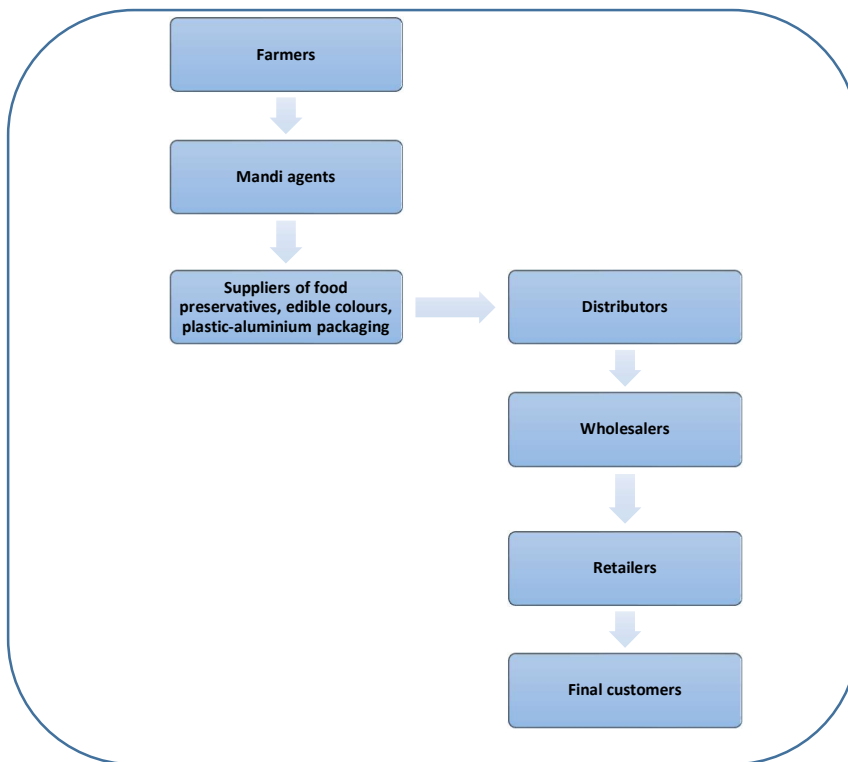 Farmers
Mandi agents
Suppliers of food
preservatives, edible colours,
plastic-aluminium packaging
Distributors
Wholesalers
Retailers
Final customers